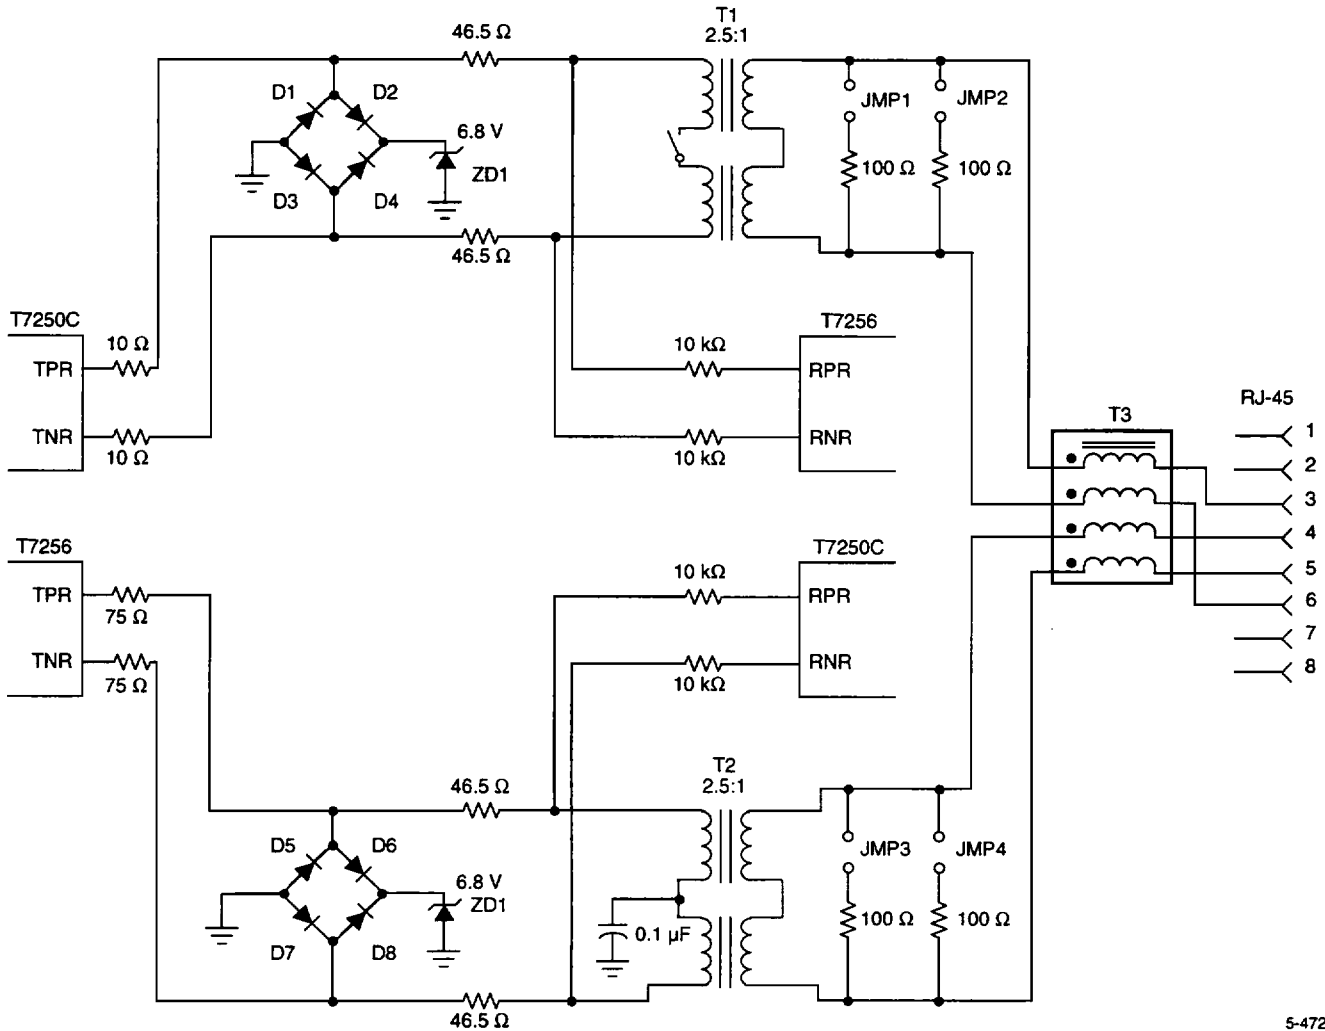 T1
2.5:1
46.5 Ω
D1
D2
JMP1
JMP2
6.8 V
ZD1
100 Ω
100 Ω
D3
D4
46.5 Ω
T7250C
10 Ω
TPR
TNR
10 Ω
T7256
10 kΩ
RPR
RNR
10 kΩ
RJ-45
T3
1
2
3
4
5
6
7
8
T7256
TPR
75 Ω
TNR
75 Ω
T7250C
10 kΩ
RPR
RNR
10 kΩ
T2
2.5:1
46.5 Ω
D5
D6
JMP3
JMP4
6.8 V
ZD1
0.1 µF
100 Ω
100 Ω
D7
D8
46.5 Ω
5-472